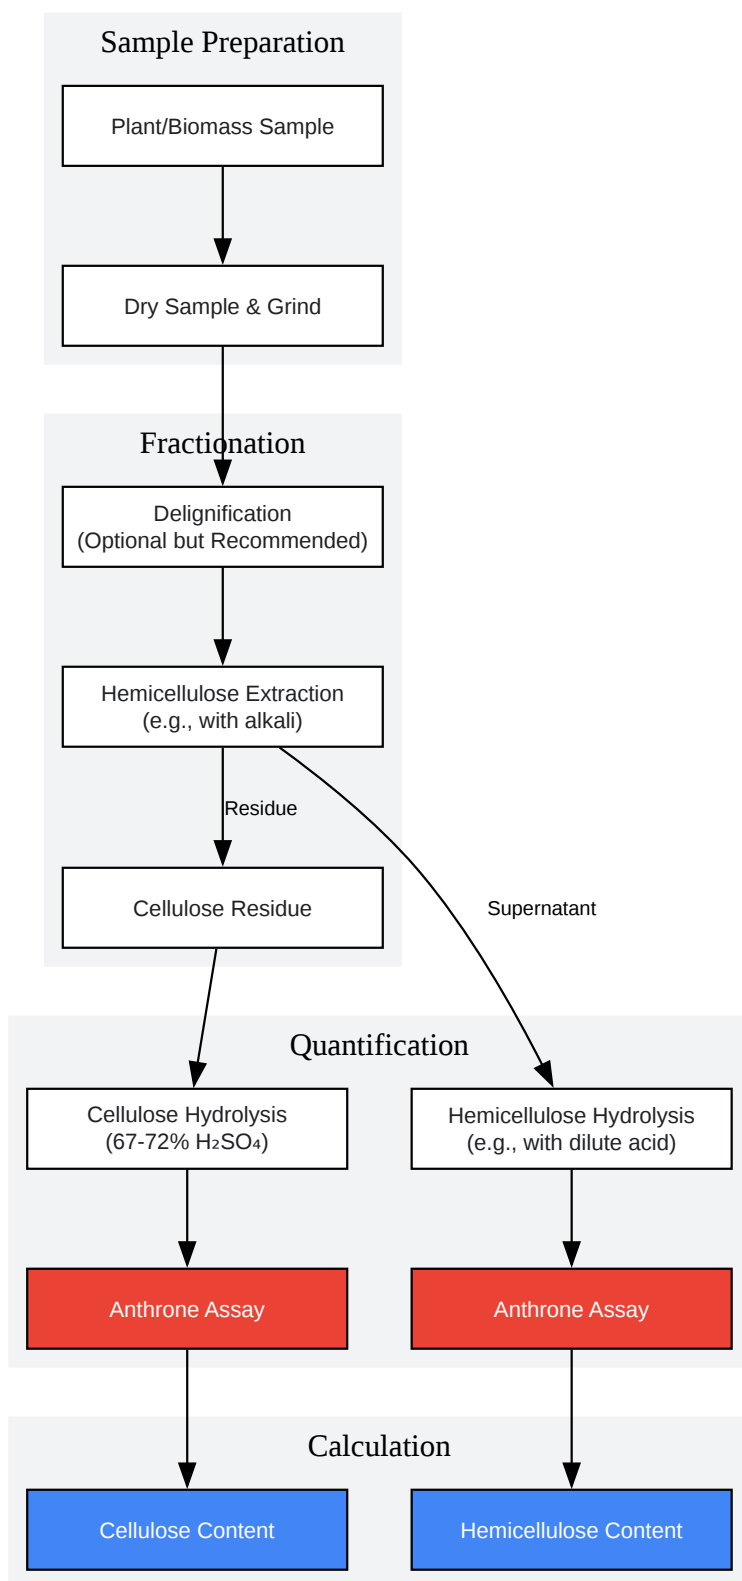 Sample Preparation
Plant/Biomass Sample
Dry Sample & Grind
Fractionation
Delignification
(Optional but Recommended)
Hemicellulose Extraction
(e.g., with alkali)
Residue
Cellulose Residue
Supernatant
Quantification
Cellulose Hydrolysis
(67-72% H₂SO₄)
Hemicellulose Hydrolysis
(e.g., with dilute acid)
Anthrone Assay
Anthrone Assay
Calculation
Cellulose Content
Hemicellulose Content